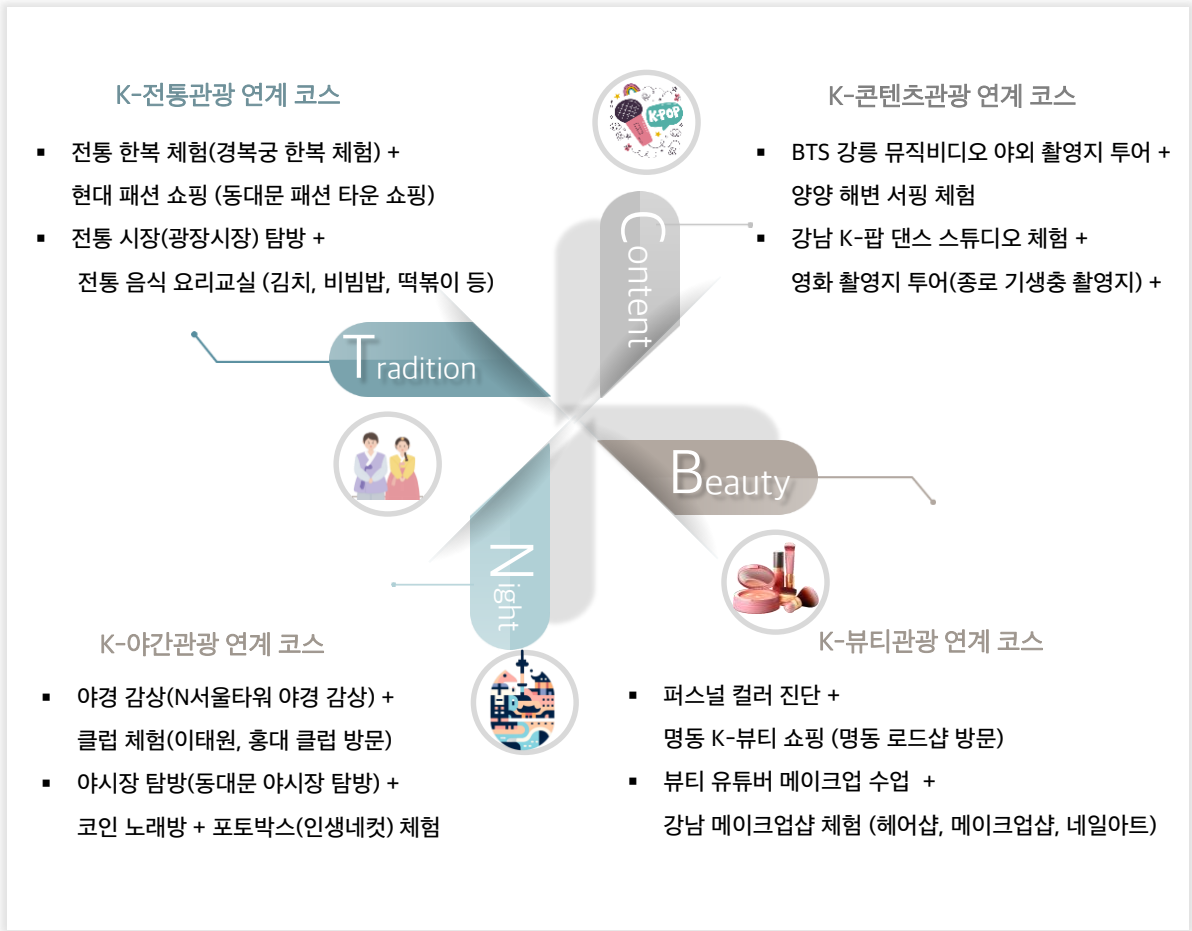 K-전통관광 연계 코스
▪ 전통 한복 체험(경복궁 한복 체험) +
현대 패션 쇼핑 (동대문 패션 타운 쇼핑)
▪ 전통 시장(광장시장) 탐방 +
전통 음식 요리교실 (김치, 비빔밥, 떡볶이 등)
K-POP
K-콘텐츠관광 연계 코스
▪ BTS 강릉 뮤직비디오 야외 촬영지 투어 +
양양 해변 서핑 체험
▪ 강남 K-팝 댄스 스튜디오 체험 +
영화 촬영지 투어(종로 기생충 촬영지) +
Content
Tradition
Beauty
Night
K-야간관광 연계 코스
▪ 야경 감상(N서울타워 야경 감상) +
클럽 체험(이태원, 홍대 클럽 방문)
▪ 야시장 탐방(동대문 야시장 탐방) +
코인 노래방 + 포토박스(인생네컷) 체험
K-뷰티관광 연계 코스
▪ 퍼스널 컬러 진단 +
명동 K-뷰티 쇼핑 (명동 로드샵 방문)
▪ 뷰티 유튜버 메이크업 수업 +
강남 메이크업샵 체험 (헤어샵, 메이크업샵, 네일아트)